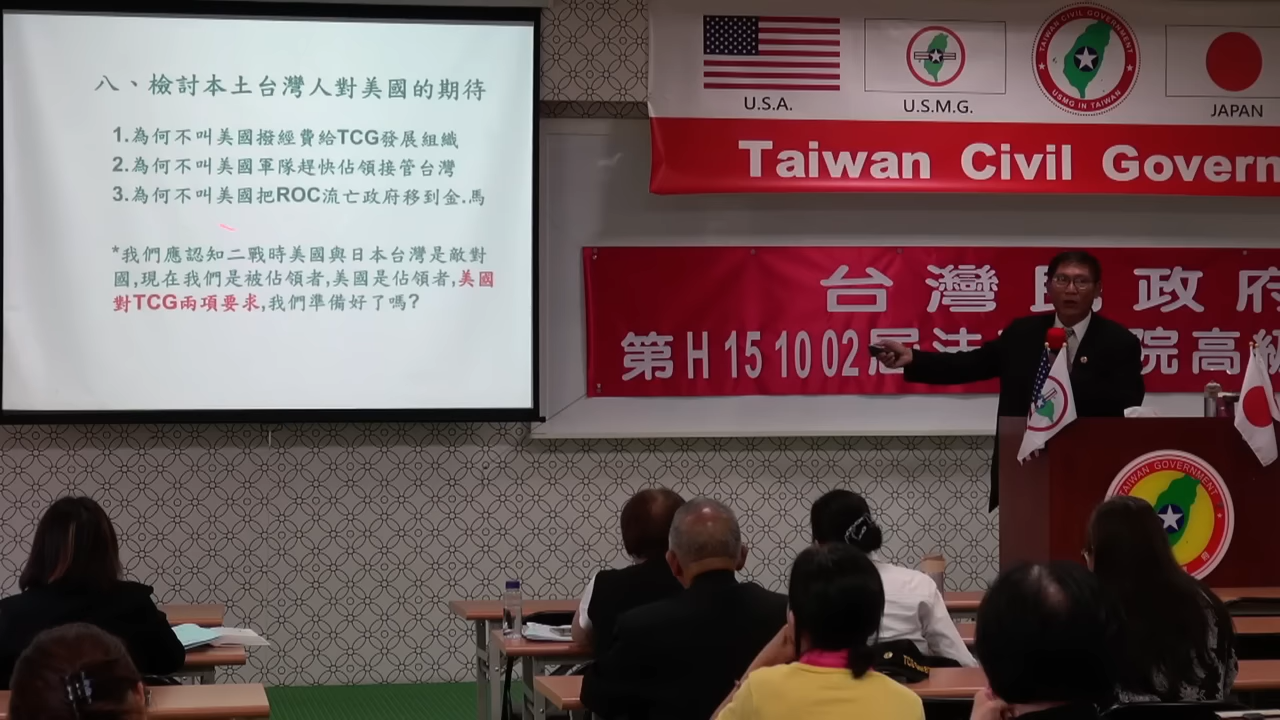 八、檢討本土台灣人對美國的期待
1.為何不叫美國撥經費給TCG發展組織
2.為何不叫美國軍隊趕快佔領接管台灣
3.為何不叫美國把ROC流亡政府移到金.馬
*我們應認知二戰時美國與日本台灣是敵對
國,現在我們是被佔領者,美國是佔領者,美國
對TCG兩項要求,我們準備好了嗎?
U.S.A.
U.S.M.G.
TAIWAN CIVIL GOVERNMENT
USMG IN TAIWAN
JAPAN
Taiwan Civil Govern
台灣民政府
第H 15 10 02屆法 院高級
TAIWAN GOVERNMENT